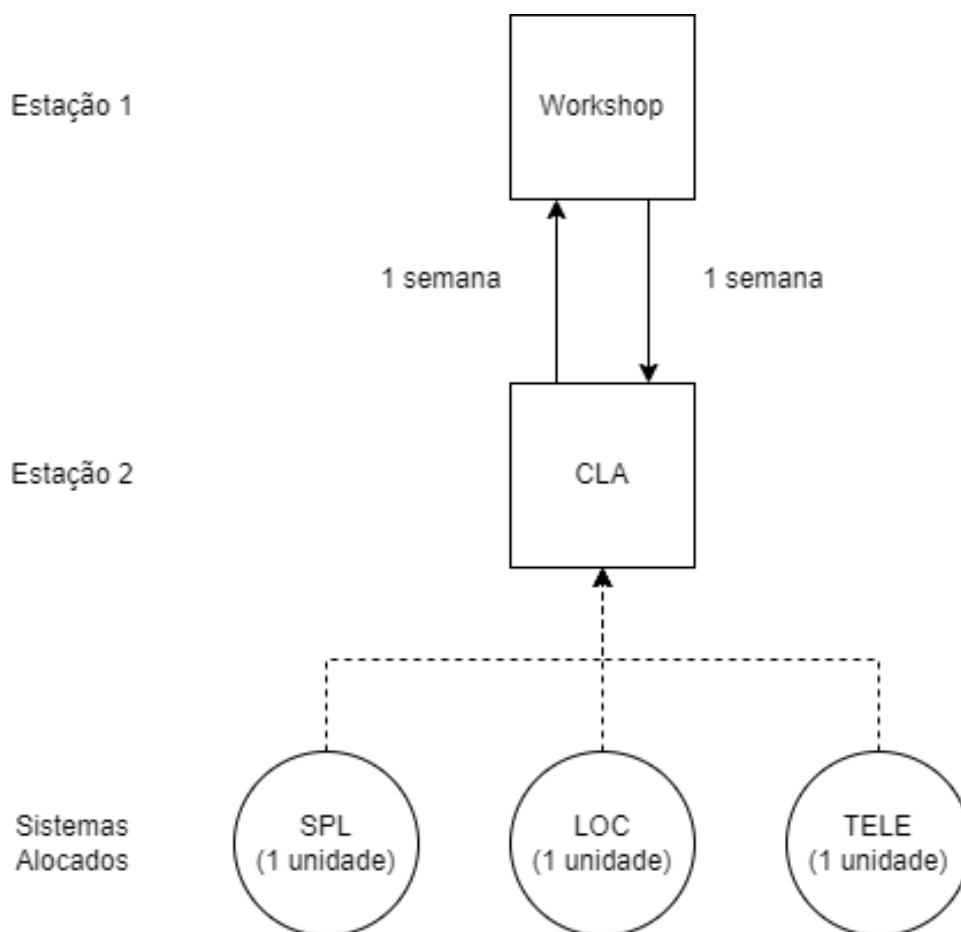 Estação 1
Workshop
1 semana
1 semana
Estação 2
CLA
Sistemas
Alocados
SPL
(1 unidade)
LOC
(1 unidade)
TELE
(1 unidade)